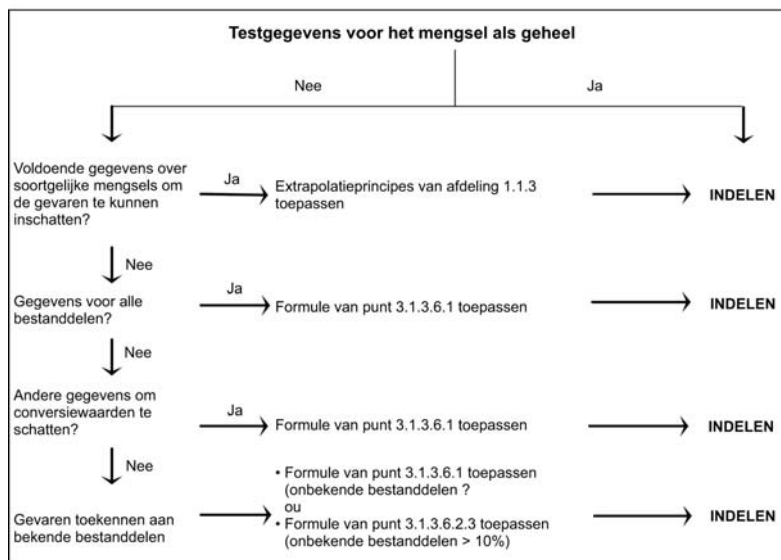 Testgegevens voor het mengsel als geheel
Nee
Ja
Voldoende gegevens over
soortgelijke mengsels om
de gevaren te kunnen
inschatten?
Ja
Extrapolatieprincipes van afdeling 1.1.3
toepassen
INDELEN
Nee
Gegevens voor alle
bestanddelen?
Ja
Formule van punt 3.1.3.6.1 toepassen
INDELEN
Nee
Andere gegevens om
conversiewaarden te
schatten?
Ja
Formule van punt 3.1.3.6.1 toepassen
INDELEN
Nee
Gevaren toekennen aan
bekende bestanddelen
• Formule van punt 3.1.3.6.1 toepassen
(onbekende bestanddelen ?
ou
• Formule van punt 3.1.3.6.2.3 toepassen
(onbekende bestanddelen > 10%)
INDELEN